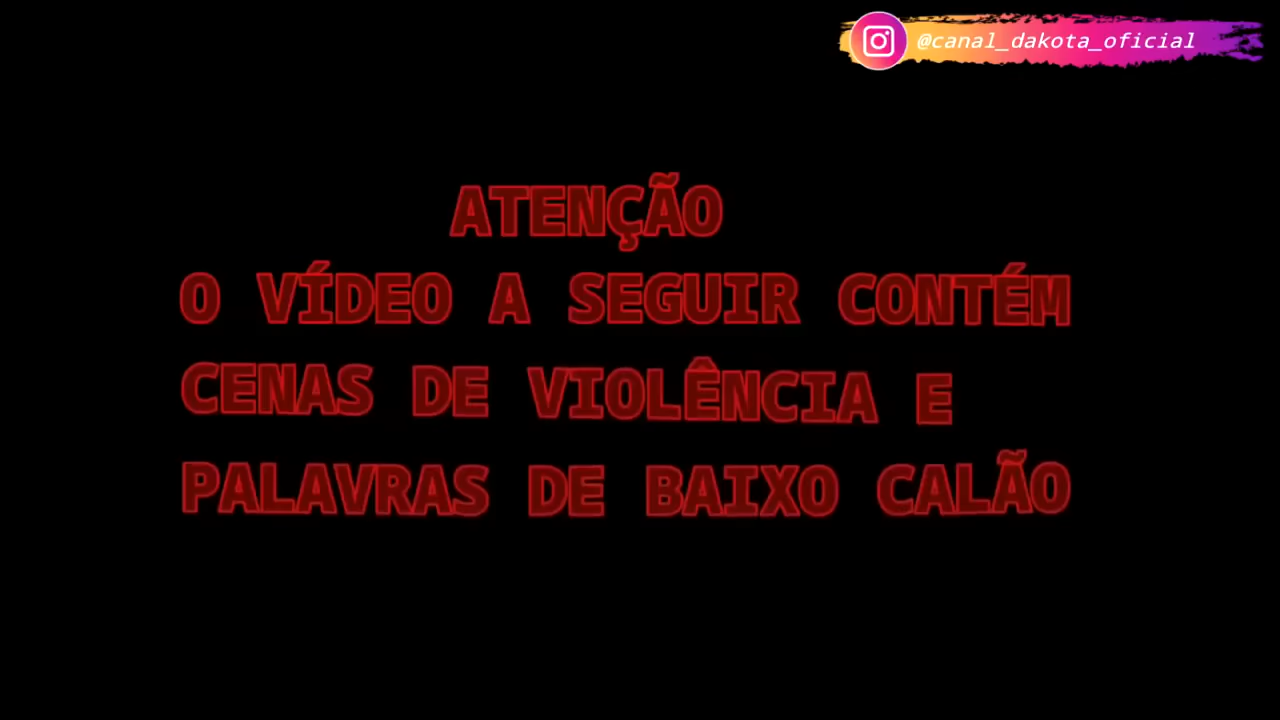 @canal_dakota_oficial
ATENÇÃO
O VÍDEO A SEGUIR CONTÉM
CENAS DE VIOLÊNCIA E
PALAVRAS DE BAIXO CALÃO